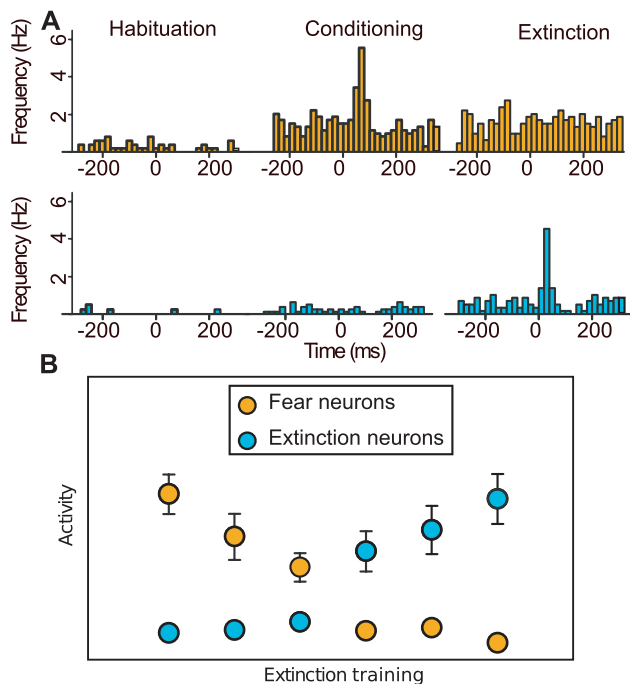 A
Habituation
Conditioning
Extinction
Frequency (Hz)
6
4
2
-200 0 200
-200 0 200
-200 0 200
Frequency (Hz)
6
4
2
-200 0 200
-200 0 200
-200 0 200
Time (ms)
B
Fear neurons
Extinction neurons
Activity
Extinction training